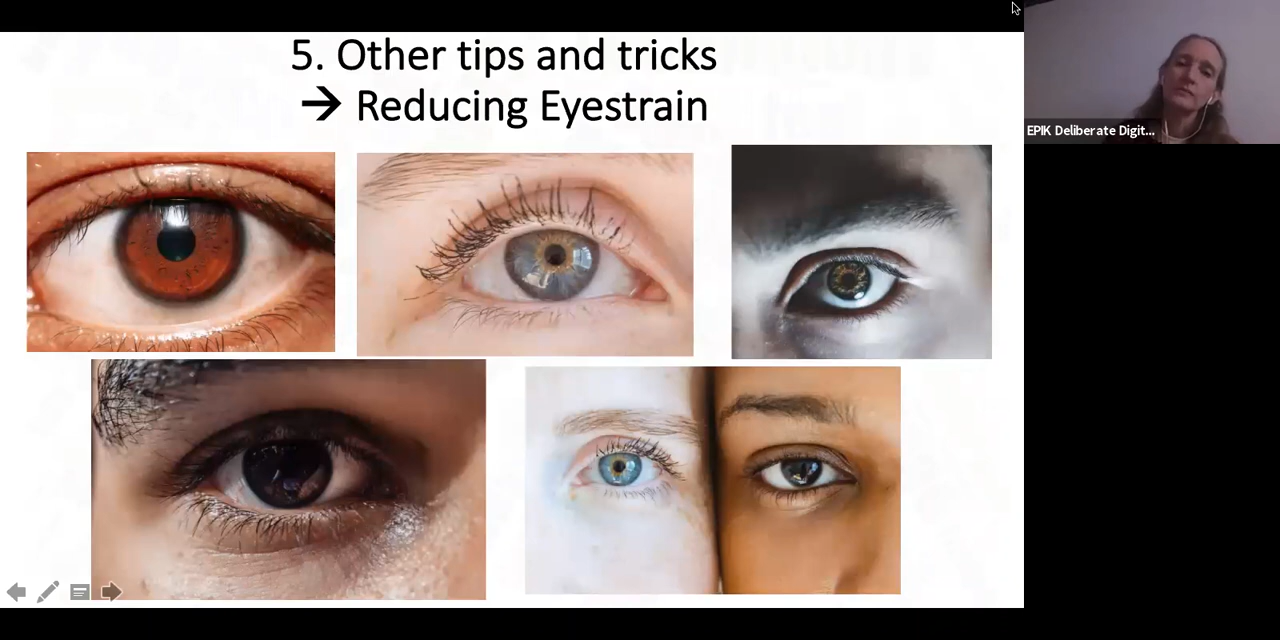 5. Other tips and tricks
→ Reducing Eyestrain
EPIK Deliberate Digit...